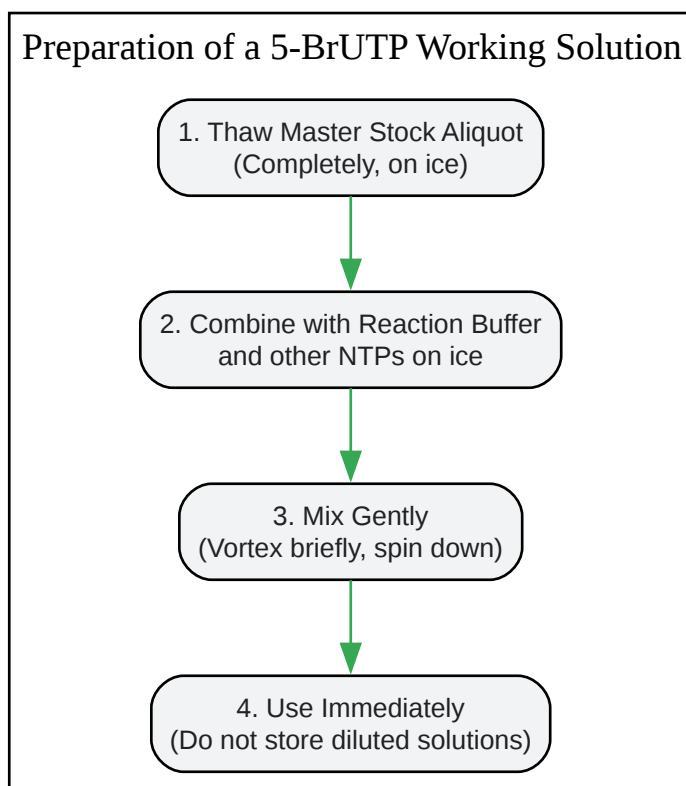 Preparation of a 5-BrUTP Working Solution
1. Thaw Master Stock Aliquot
(Completely, on ice)
2. Combine with Reaction Buffer
and other NTPs on ice
3. Mix Gently
(Vortex briefly, spin down)
4. Use Immediately
(Do not store diluted solutions)